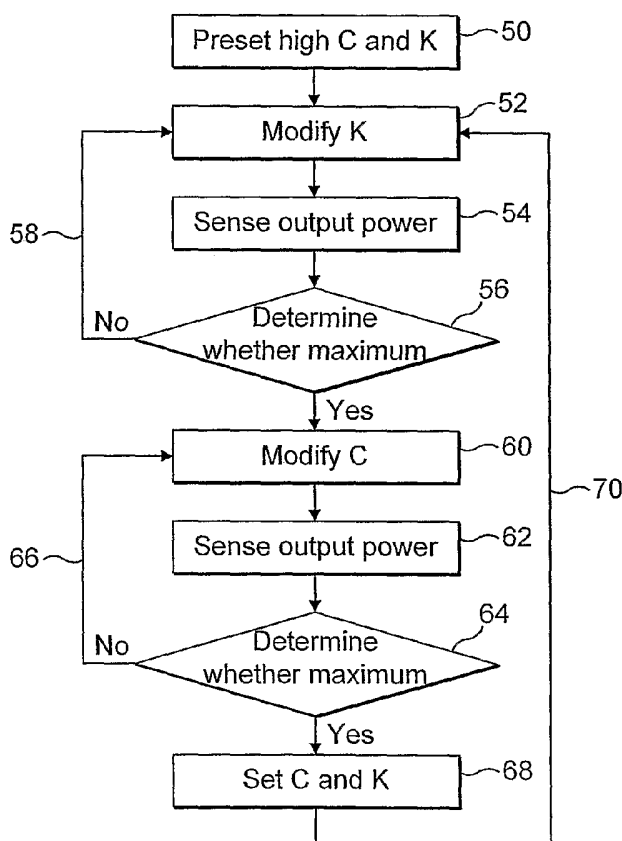 Preset high C and K
50
52
Modify K
Sense output power
54
58
56
No
Determine
whether maximum
Yes
Modify C
60
70
Sense output power
62
66
64
No
Determine
whether maximum
Yes
Set C and K
68